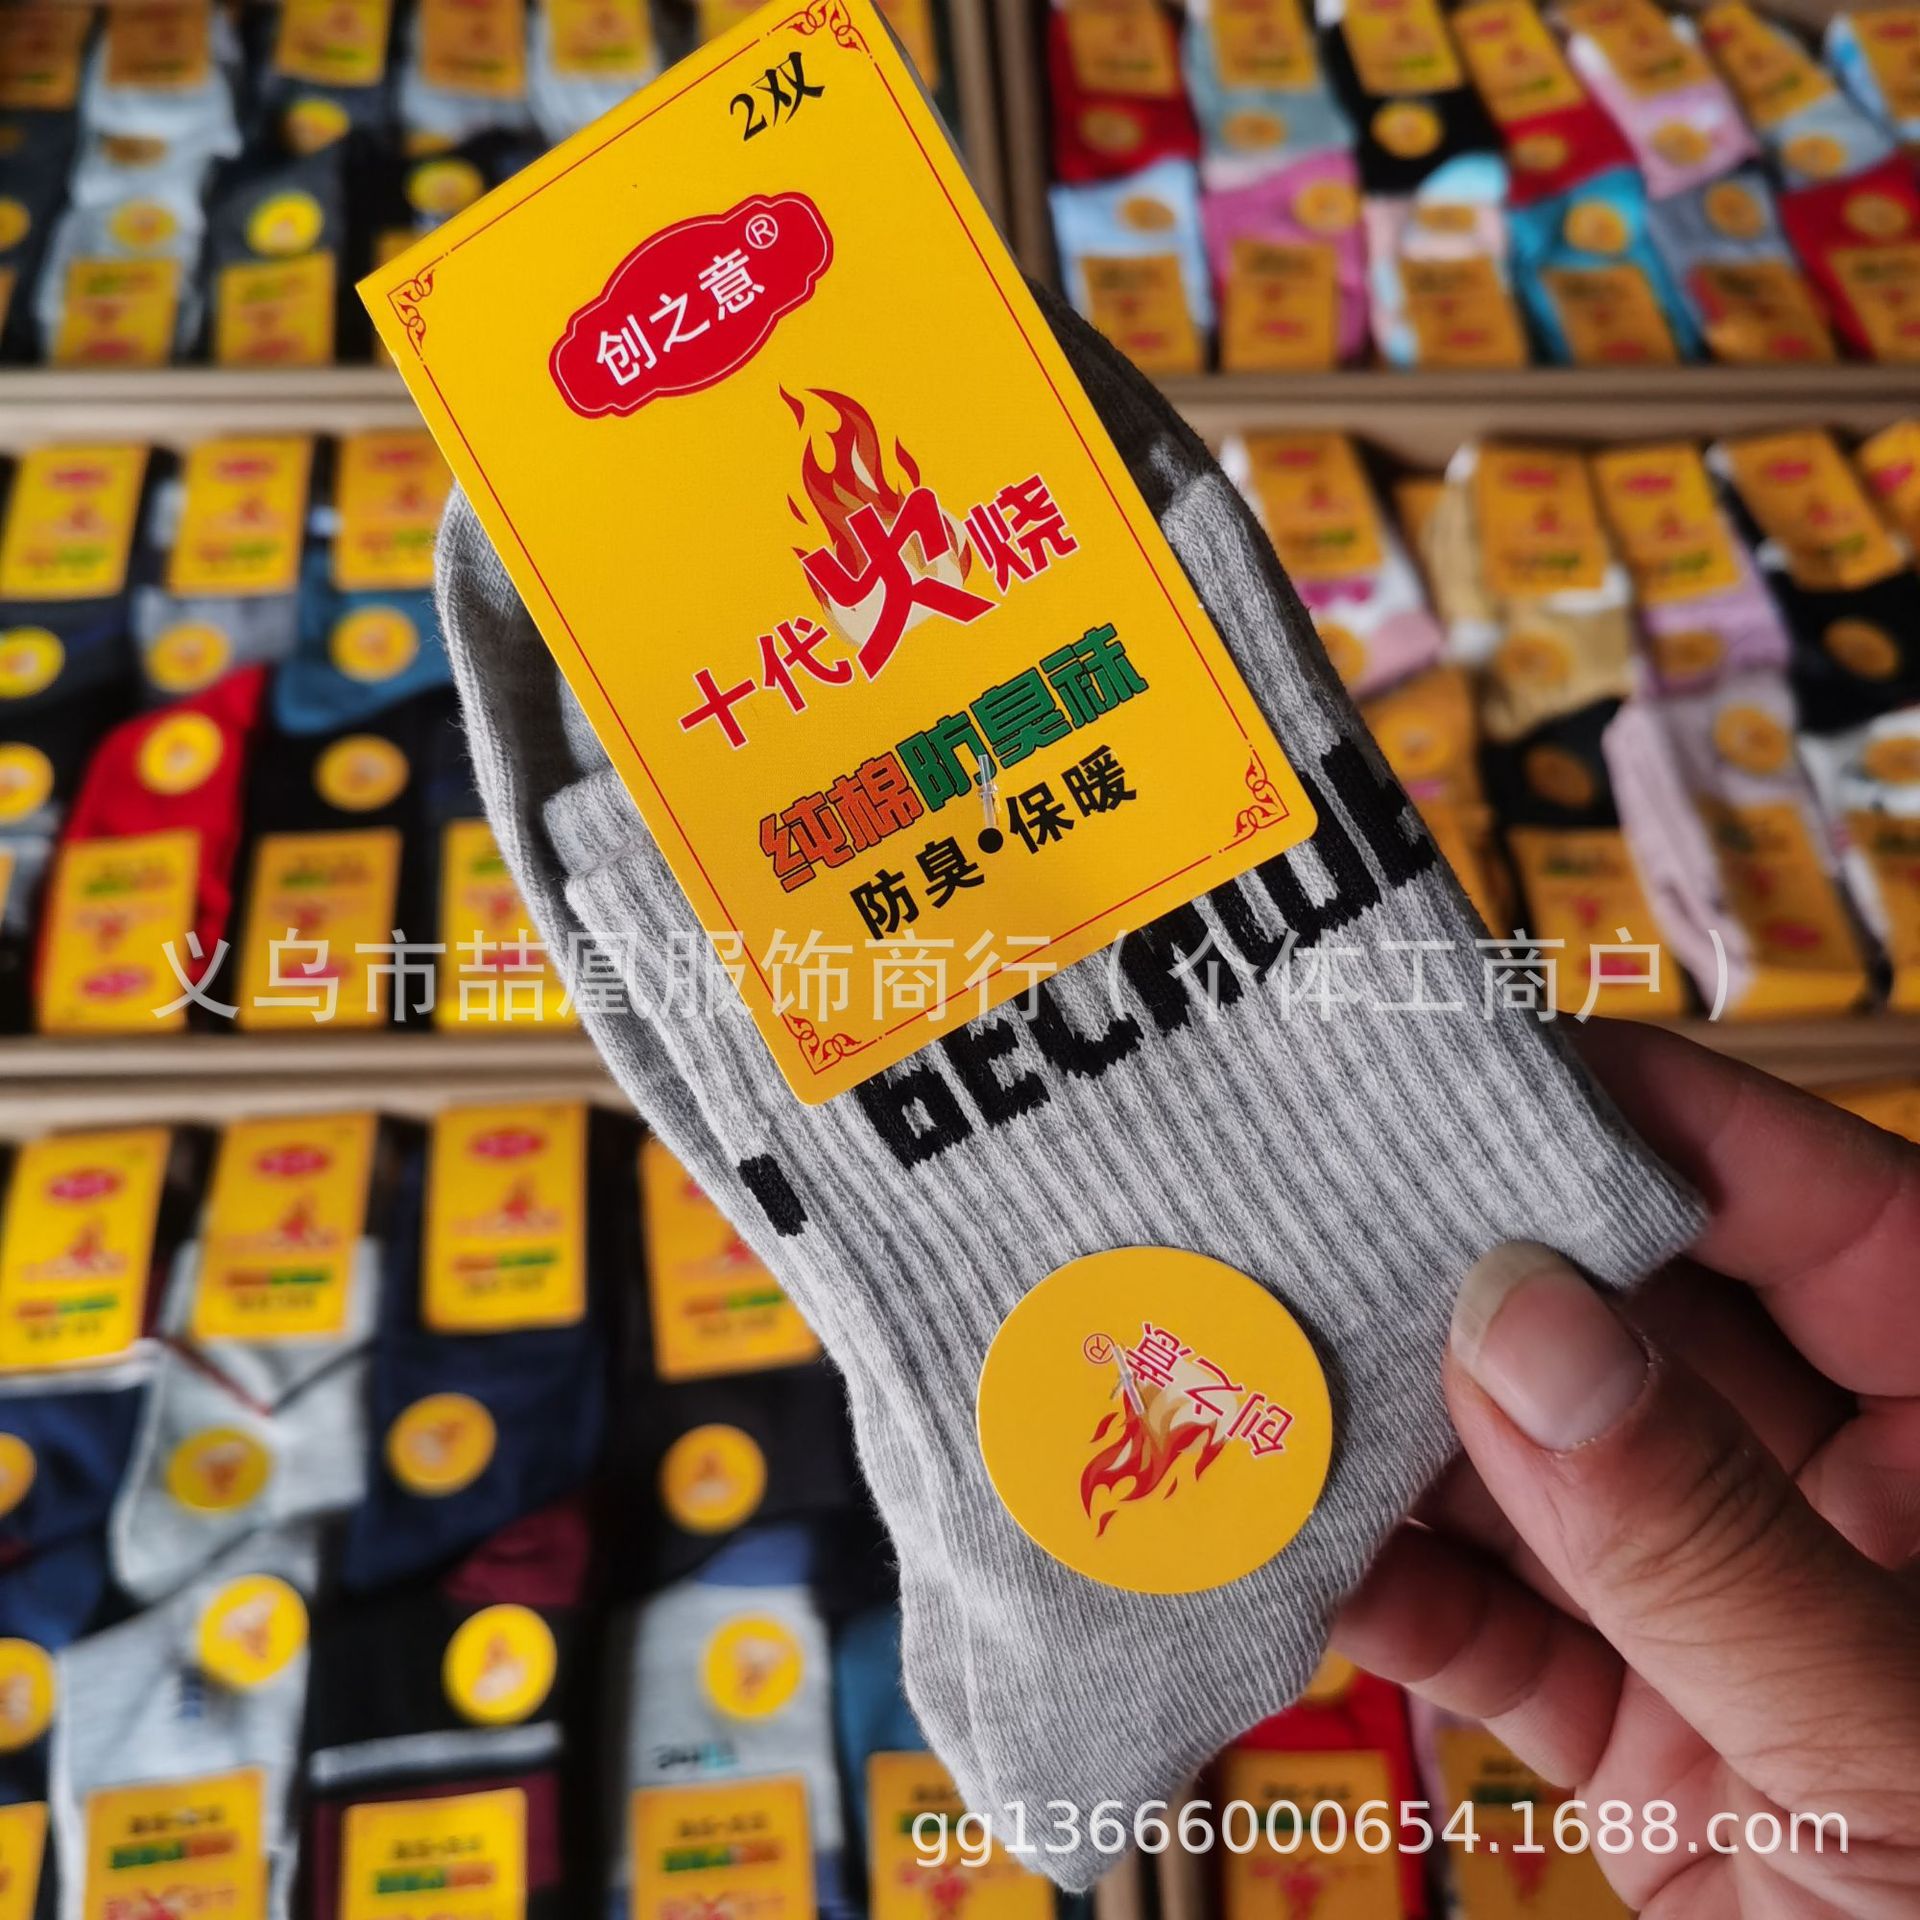 2双
创之意®
十代火烧
纯棉防臭袜
防臭•保暖
BECAUSE
义乌市喆凰服饰商行(个体工商户)
创之意®
gg13666000654.1688.com